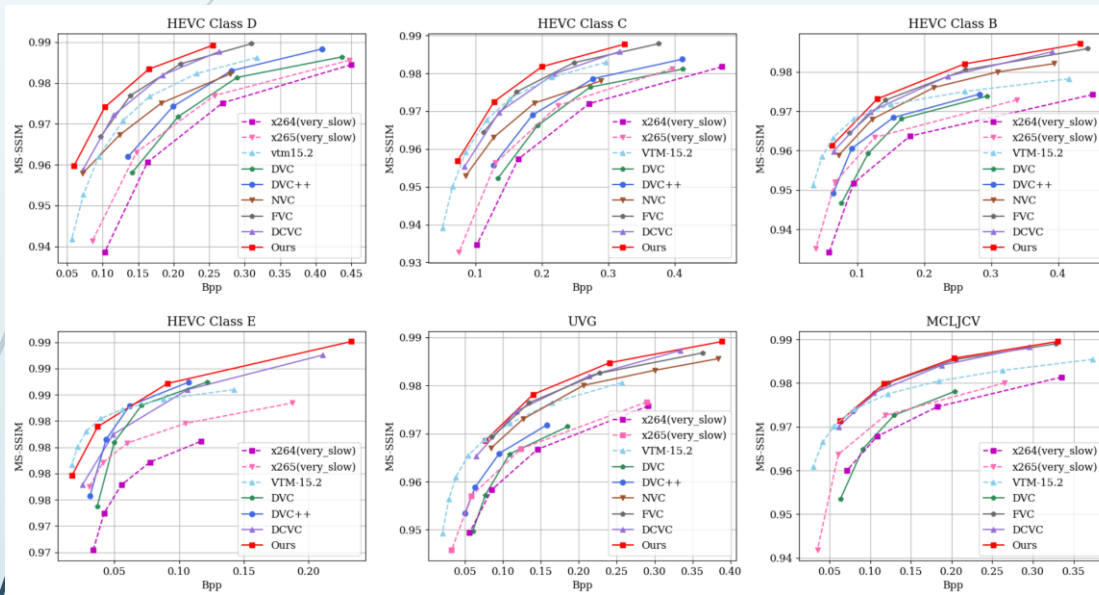 HEVC Class D
MS-SSIM
0.99
0.98
0.97
0.96
0.95
0.94
0.05 0.10 0.15 0.20 0.25 0.30 0.35 0.40 0.45
Bpp
x264(very_slow)
x265(very_slow)
vtm15.2
DVC
DVC++
NVC
FVC
DCVC
Ours
HEVC Class C
MS-SSIM
0.99
0.98
0.97
0.96
0.95
0.94
0.93
0.1 0.2 0.3 0.4
Bpp
x264(very_slow)
x265(very_slow)
VTM-15.2
DVC
DVC++
NVC
FVC
DCVC
Ours
HEVC Class B
MS-SSIM
0.98
0.97
0.96
0.95
0.94
0.1 0.2 0.3 0.4
Bpp
x264(very_slow)
x265(very_slow)
VTM-15.2
DVC
DVC++
NVC
FVC
DCVC
Ours
HEVC Class E
MS-SSIM
0.99
0.99
0.99
0.98
0.98
0.98
0.98
0.97
0.97
0.05 0.10 0.15 0.20
Bpp
x264(very_slow)
x265(very_slow)
VTM-15.2
DVC
DVC++
DCVC
Ours
UVG
MS-SSIM
0.99
0.98
0.97
0.96
0.95
0.05 0.10 0.15 0.20 0.25 0.30 0.35 0.40
Bpp
x264(very_slow)
x265(very_slow)
VTM-15.2
DVC
DVC++
NVC
FVC
DCVC
Ours
MCLJCV
MS-SSIM
0.99
0.98
0.97
0.96
0.95
0.94
0.05 0.10 0.15 0.20 0.25 0.30 0.35
Bpp
x264(very_slow)
x265(very_slow)
VTM-15.2
DVC
FVC
DCVC
Ours